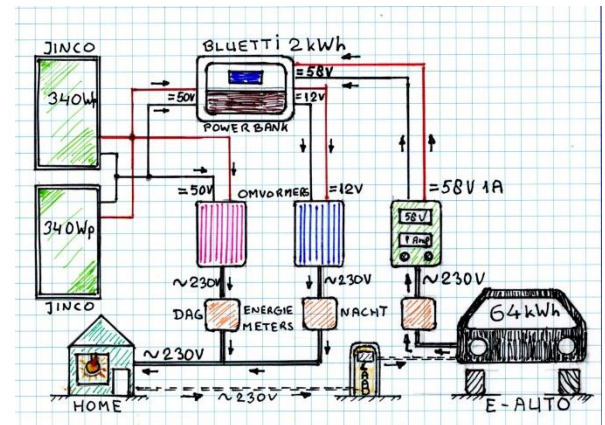 JINCO
340Wp
340Wp
JINCO
BLUETTI 2kWh
=50V
=58V
=12V
POWERBANK
=50V
OMVORMERS
=12V
=58V 1A
58V
1 Amp
~230V
~230V
~230V
DAG
ENERGIE
METERS
NACHT
64kWh
~230V
HOME
~230V
E-AUTO